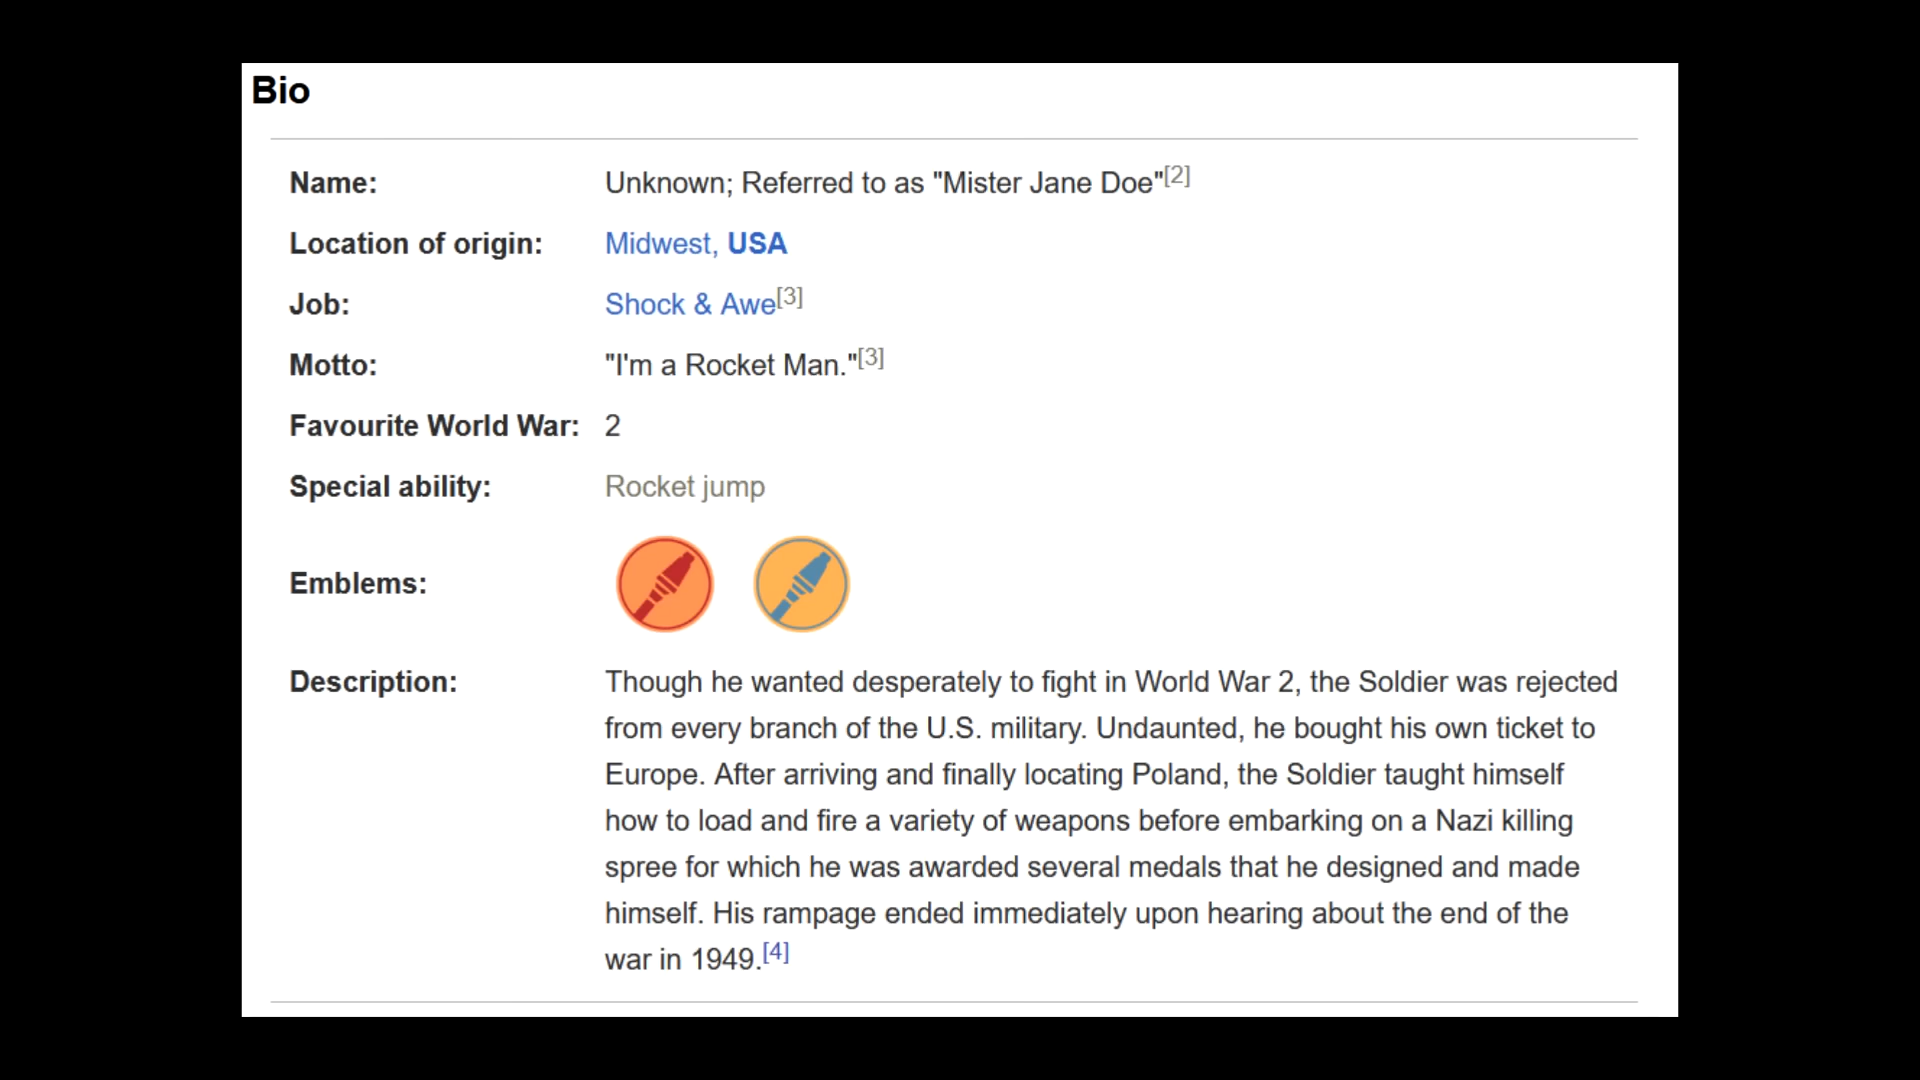 Bio
Name: Unknown; Referred to as "Mister Jane Doe"[2]
Location of origin: Midwest, USA
Job: Shock & Awe[3]
Motto: "I'm a Rocket Man."[3]
Favourite World War: 2
Special ability: Rocket jump
Emblems:
Description: Though he wanted desperately to fight in World War 2, the Soldier was rejected
from every branch of the U.S. military. Undaunted, he bought his own ticket to
Europe. After arriving and finally locating Poland, the Soldier taught himself
how to load and fire a variety of weapons before embarking on a Nazi killing
spree for which he was awarded several medals that he designed and made
himself. His rampage ended immediately upon hearing about the end of the
war in 1949.[4]